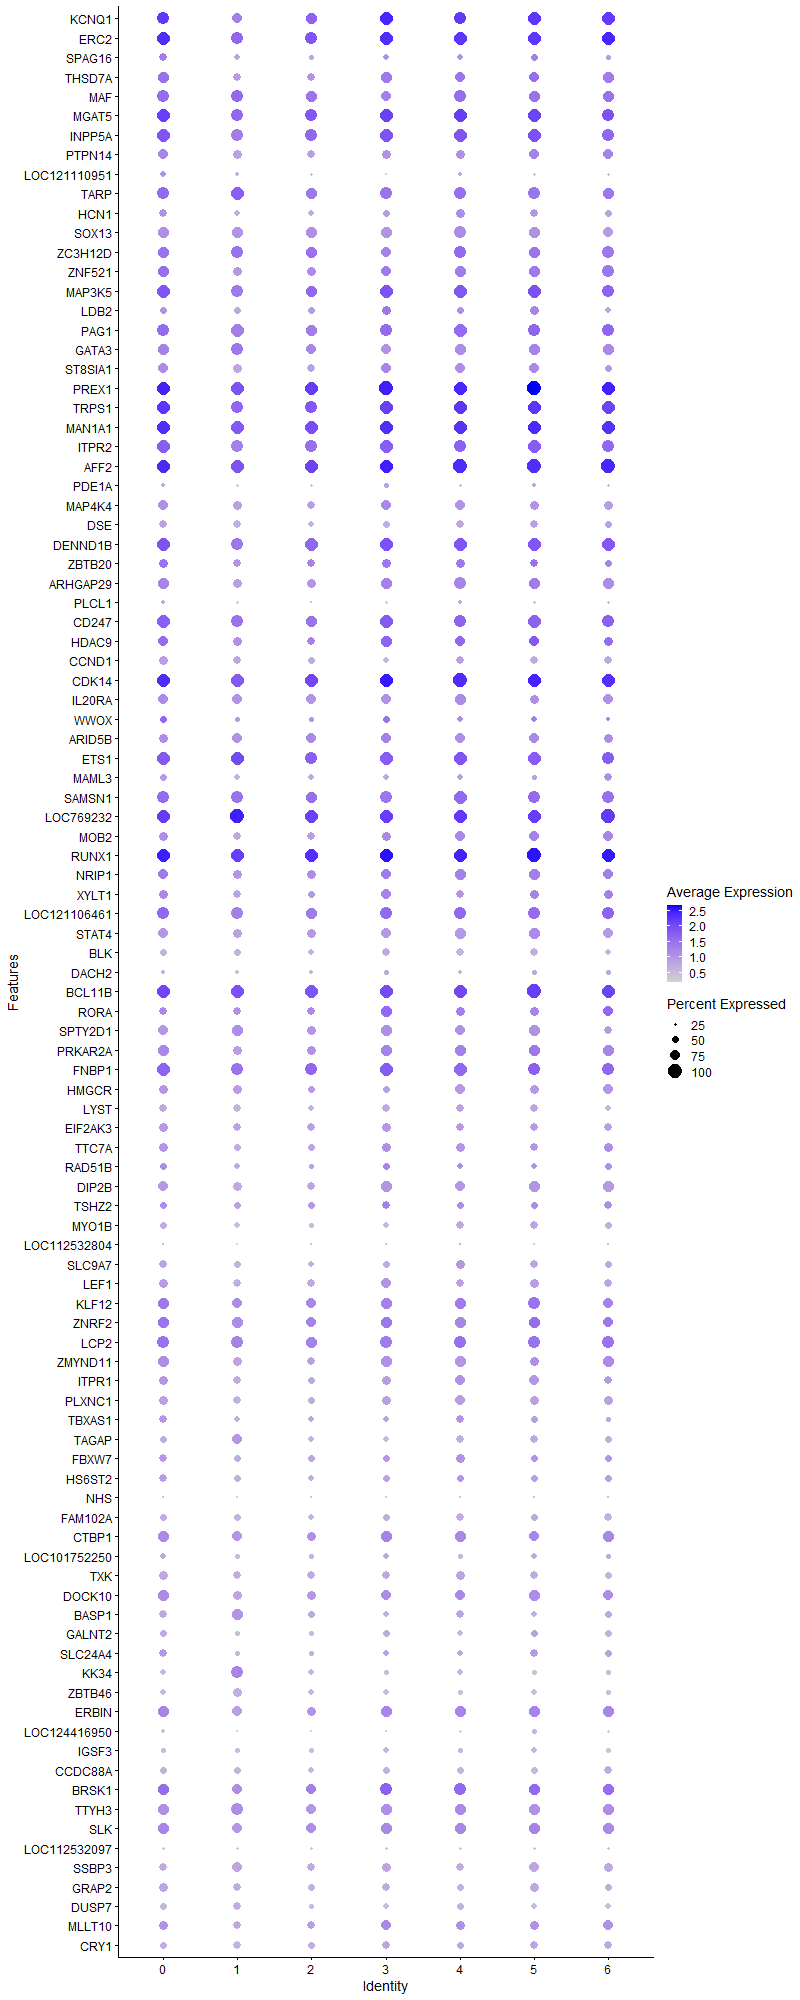 KCNQ1
ERC2
SPAG16
THSD7A
MAF
MGAT5
INPP5A
PTPN14
LOC121110951
TARP
HCN1
SOX13
ZC3H12D
ZNF521
MAP3K5
LDB2
PAG1
GATA3
ST8SIA1
PREX1
TRPS1
MAN1A1
ITPR2
AFF2
PDE1A
MAP4K4
DSE
DENND1B
ZBTB20
ARHGAP29
PLCL1
CD247
HDAC9
CCND1
CDK14
IL20RA
WWOX
ARID5B
ETS1
MAML3
SAMSN1
LOC769232
MOB2
RUNX1
NRIP1
XYLT1
LOC121106461
STAT4
BLK
DACH2
BCL11B
RORA
SPTY2D1
PRKAR2A
FNBP1
HMGCR
LYST
EIF2AK3
TTC7A
RAD51B
DIP2B
TSHZ2
MYO1B
LOC112532804
SLC9A7
LEF1
KLF12
ZNRF2
LCP2
ZMYND11
ITPR1
PLXNC1
TBXAS1
TAGAP
FBXW7
HS6ST2
NHS
FAM102A
CTBP1
LOC101752250
TXK
DOCK10
BASP1
GALNT2
SLC24A4
KK34
ZBTB46
ERBIN
LOC124416950
IGSF3
CCDC88A
BRSK1
TTYH3
SLK
LOC112532097
SSBP3
GRAP2
DUSP7
MLLT10
CRY1
Features
0 1 2 3 4 5 6
Identity
Average Expression
2.5
2.0
1.5
1.0
0.5
Percent Expressed
25
50
75
100